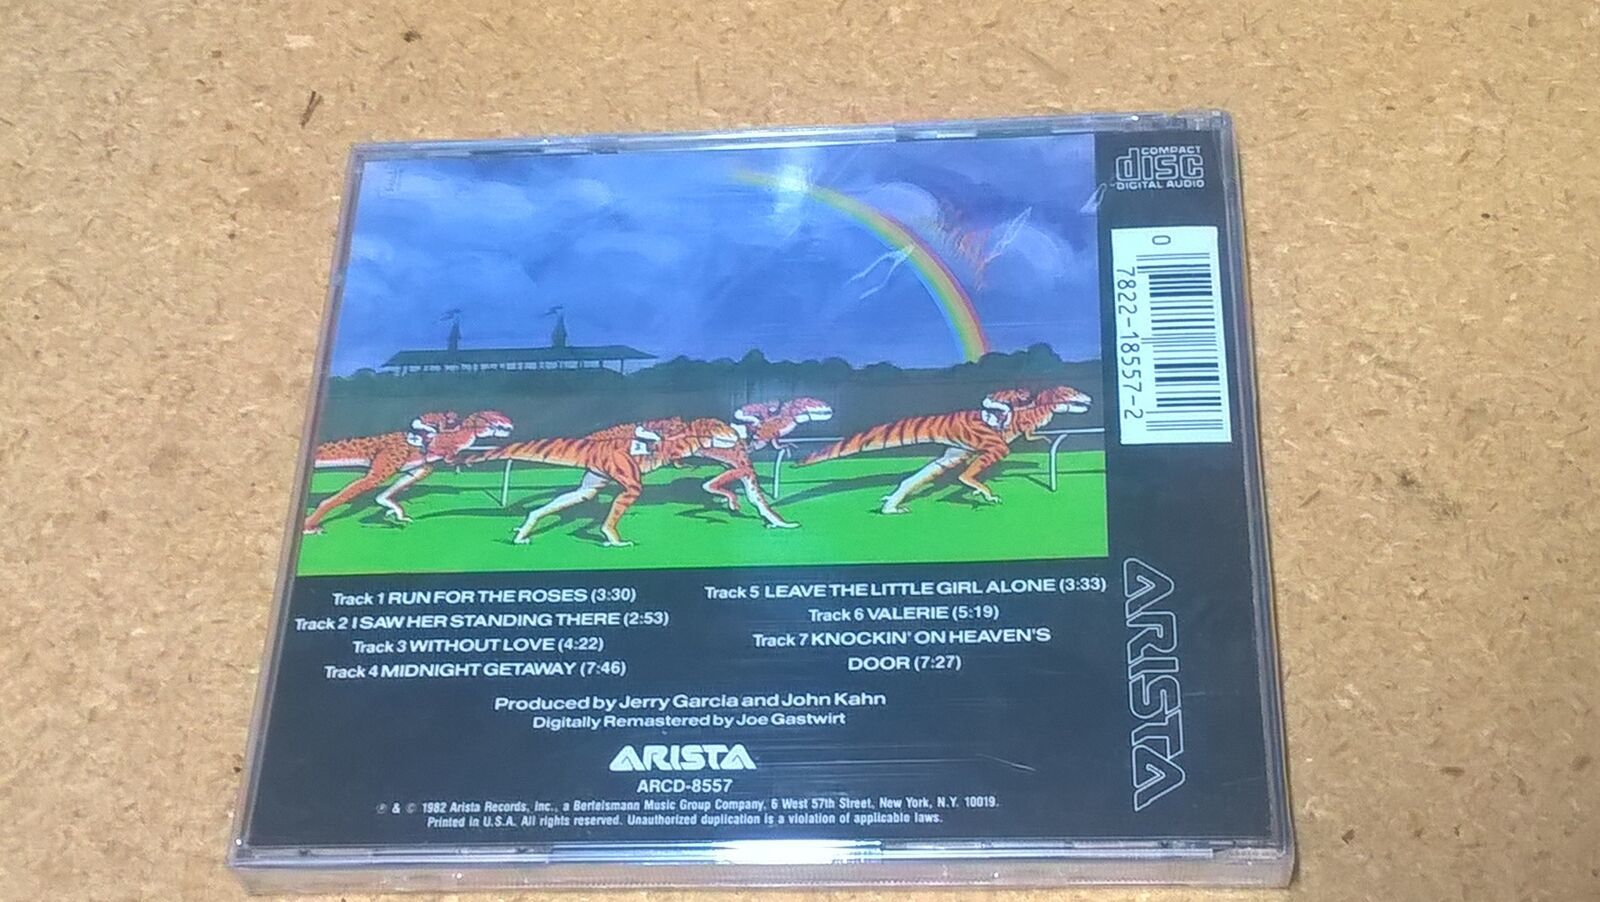 COMPACT
disc
DIGITAL AUDIO
0
7822-18557-2
ARISTA
Track 1 RUN FOR THE ROSES (3:30)
Track 2 I SAW HER STANDING THERE (2:53)
Track 3 WITHOUT LOVE (4:22)
Track 4 MIDNIGHT GETAWAY (7:46)
Track 5 LEAVE THE LITTLE GIRL ALONE (3:33)
Track 6 VALERIE (5:19)
Track 7 KNOCKIN' ON HEAVEN'S
DOOR (7:27)
Produced by Jerry Garcia and John Kahn
Digitally Remastered by Joe Gastwirt
ARISTA
ARCD-8557
℗ & © 1982 Arista Records, Inc., a Bertelsmann Music Group Company, 6 West 57th Street, New York, N.Y. 10019.
Printed in U.S.A. All rights reserved. Unauthorized duplication is a violation of applicable laws.